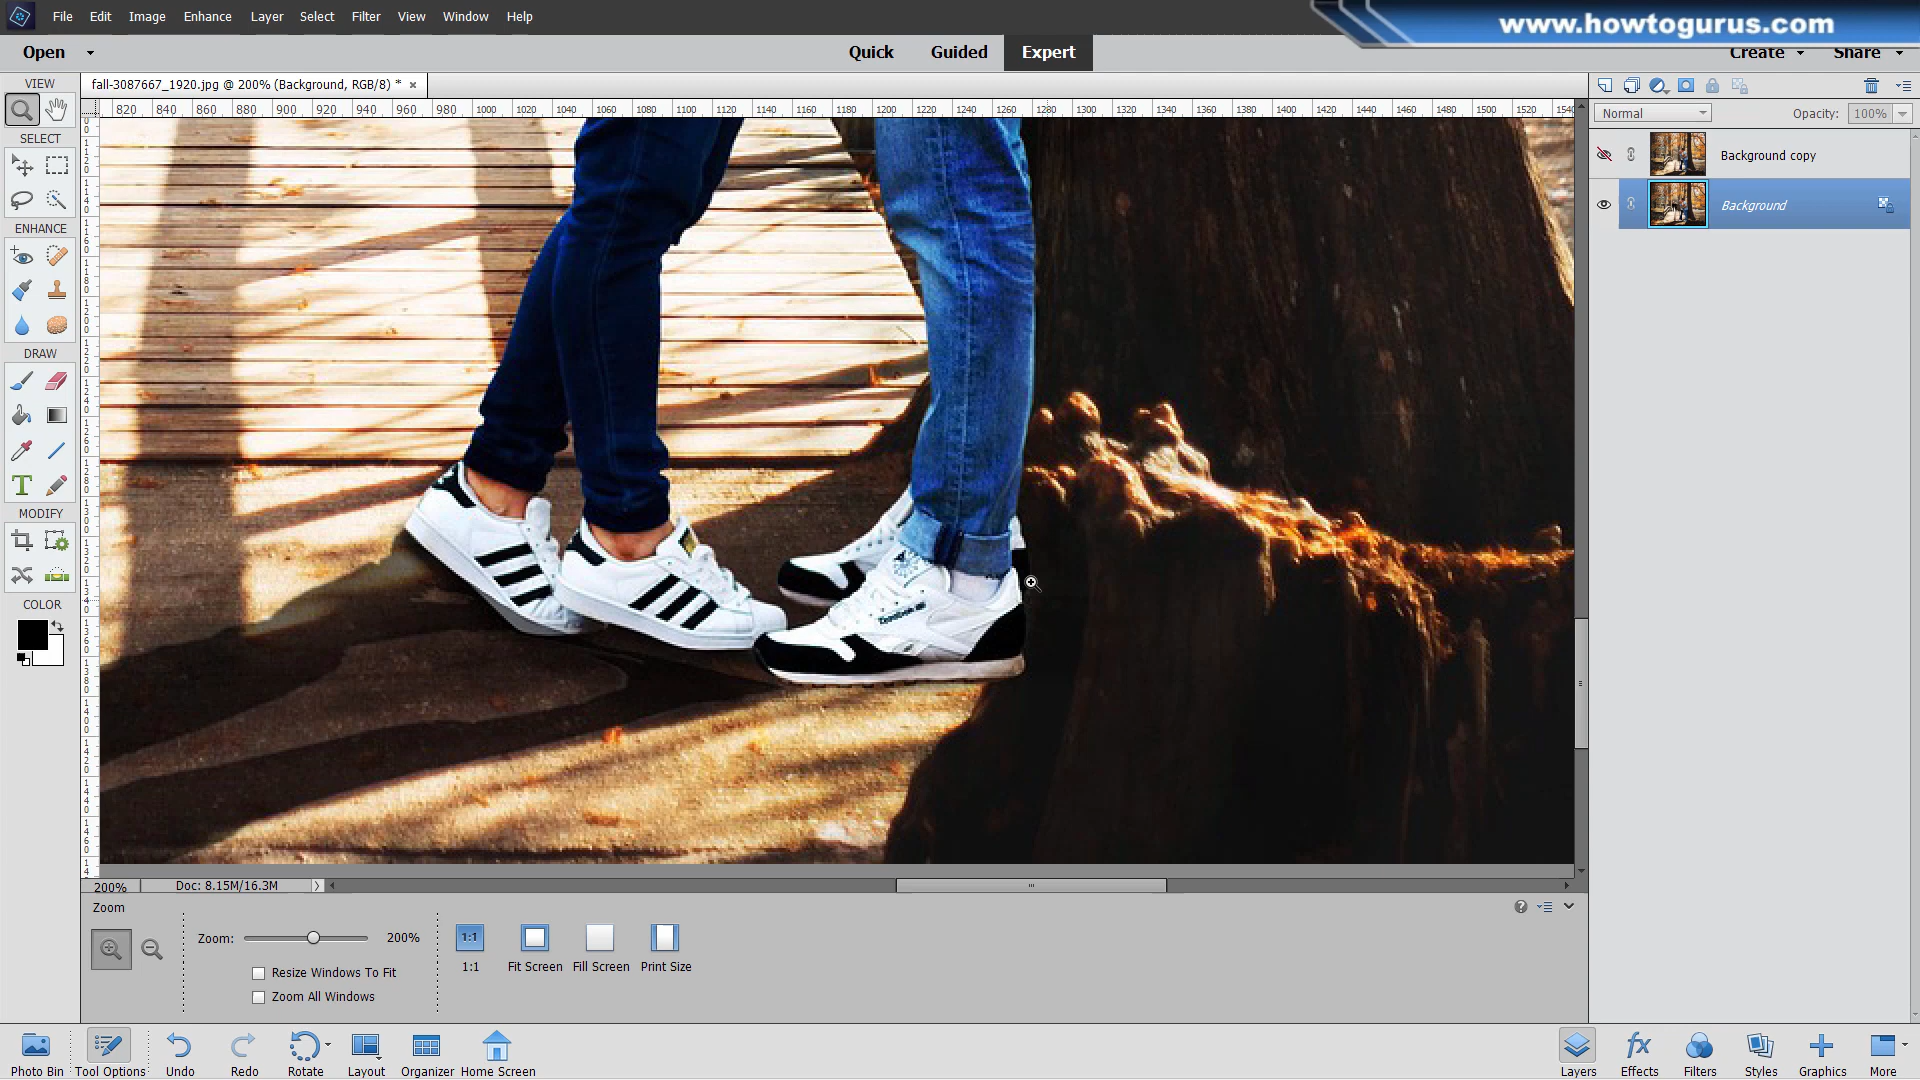 File Edit Image Enhance Layer Select Filter View Window Help
www.howtogurus.com
Open Quick Guided Expert Create Share
VIEW
fall-3087667_1920.jpg @ 200% (Background, RGB/8) * ×
820 840 860 880 900 920 940 960 980 1000 1020 1040 1060 1080 1100 1120 1140 1160 1180 1200 1220 1240 1260 1280 1300 1320 1340 1360 1380 1400 1420 1440 1460 1480 1500 1520 1540
Normal Opacity: 100%
SELECT
Background copy
Background
ENHANCE
DRAW
MODIFY
COLOR
Reebok
200% Doc: 8.15M/16.3M
Zoom
Zoom: 200%
1:1
1:1 Fit Screen Fill Screen Print Size
Resize Windows To Fit
Zoom All Windows
Photo Bin Tool Options Undo Redo Rotate Layout Organizer Home Screen Layers Effects Filters Styles Graphics More